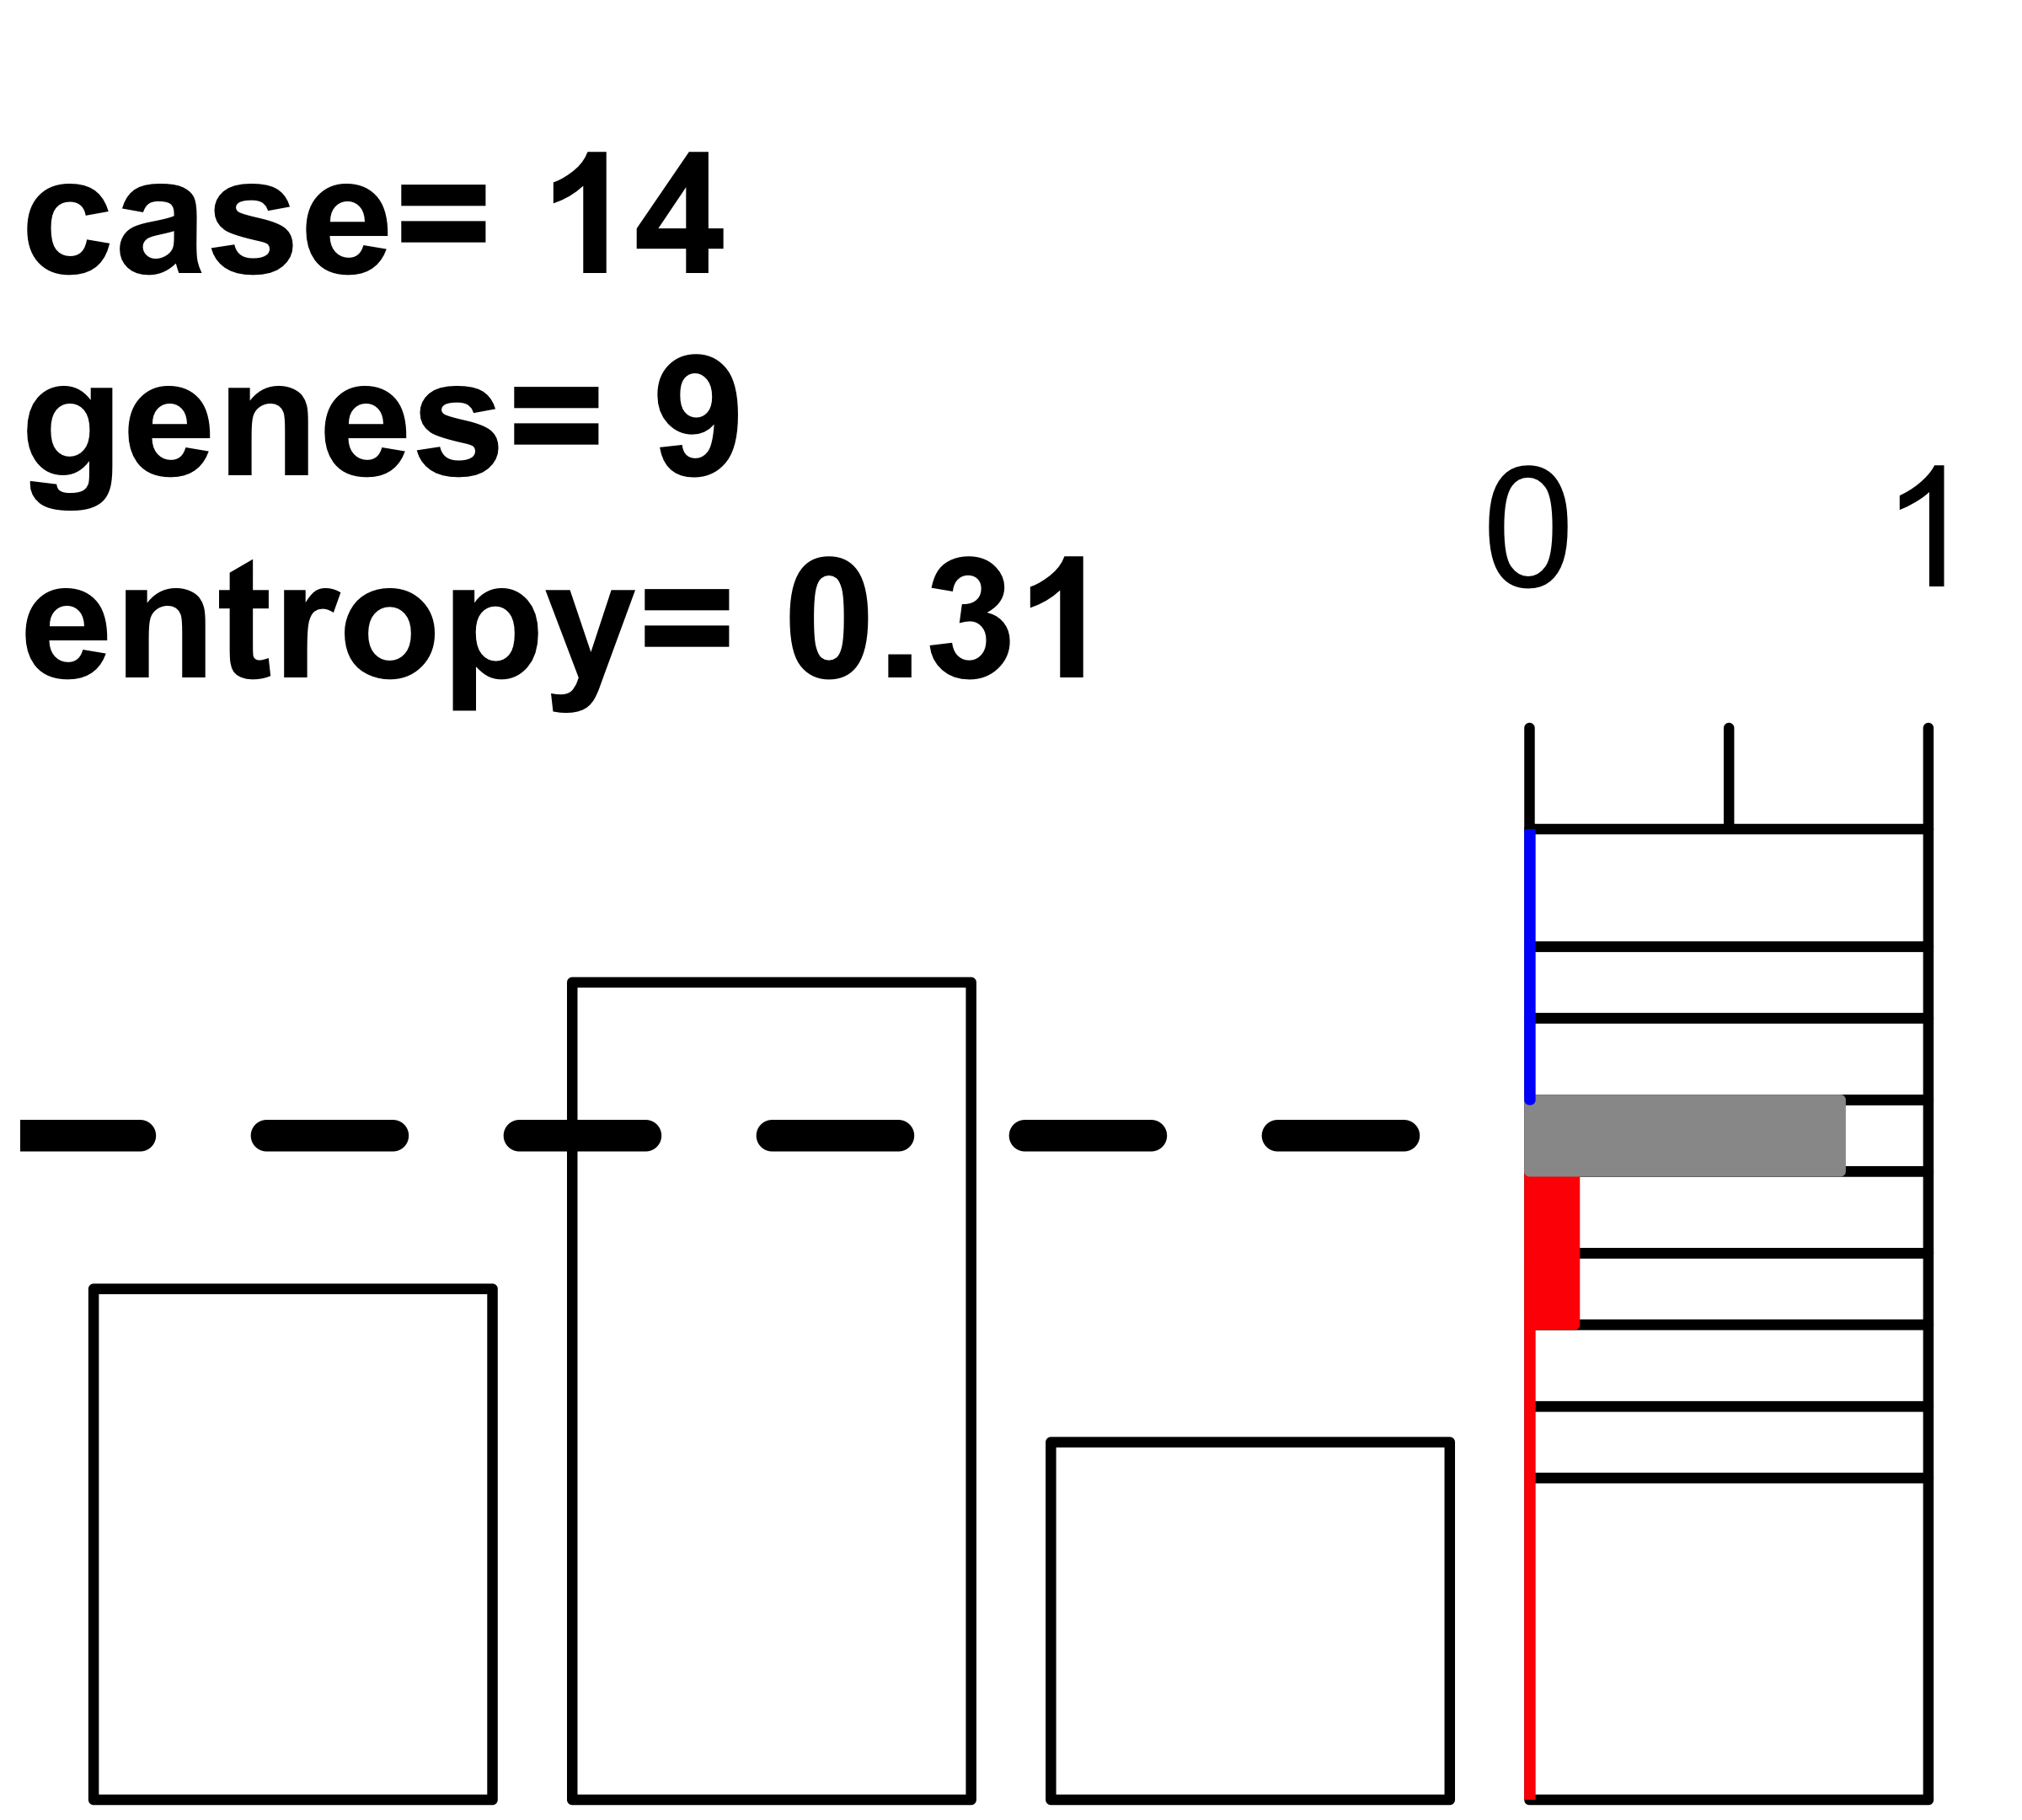 case= 14
genes= 9
entropy= 0.31
0 1